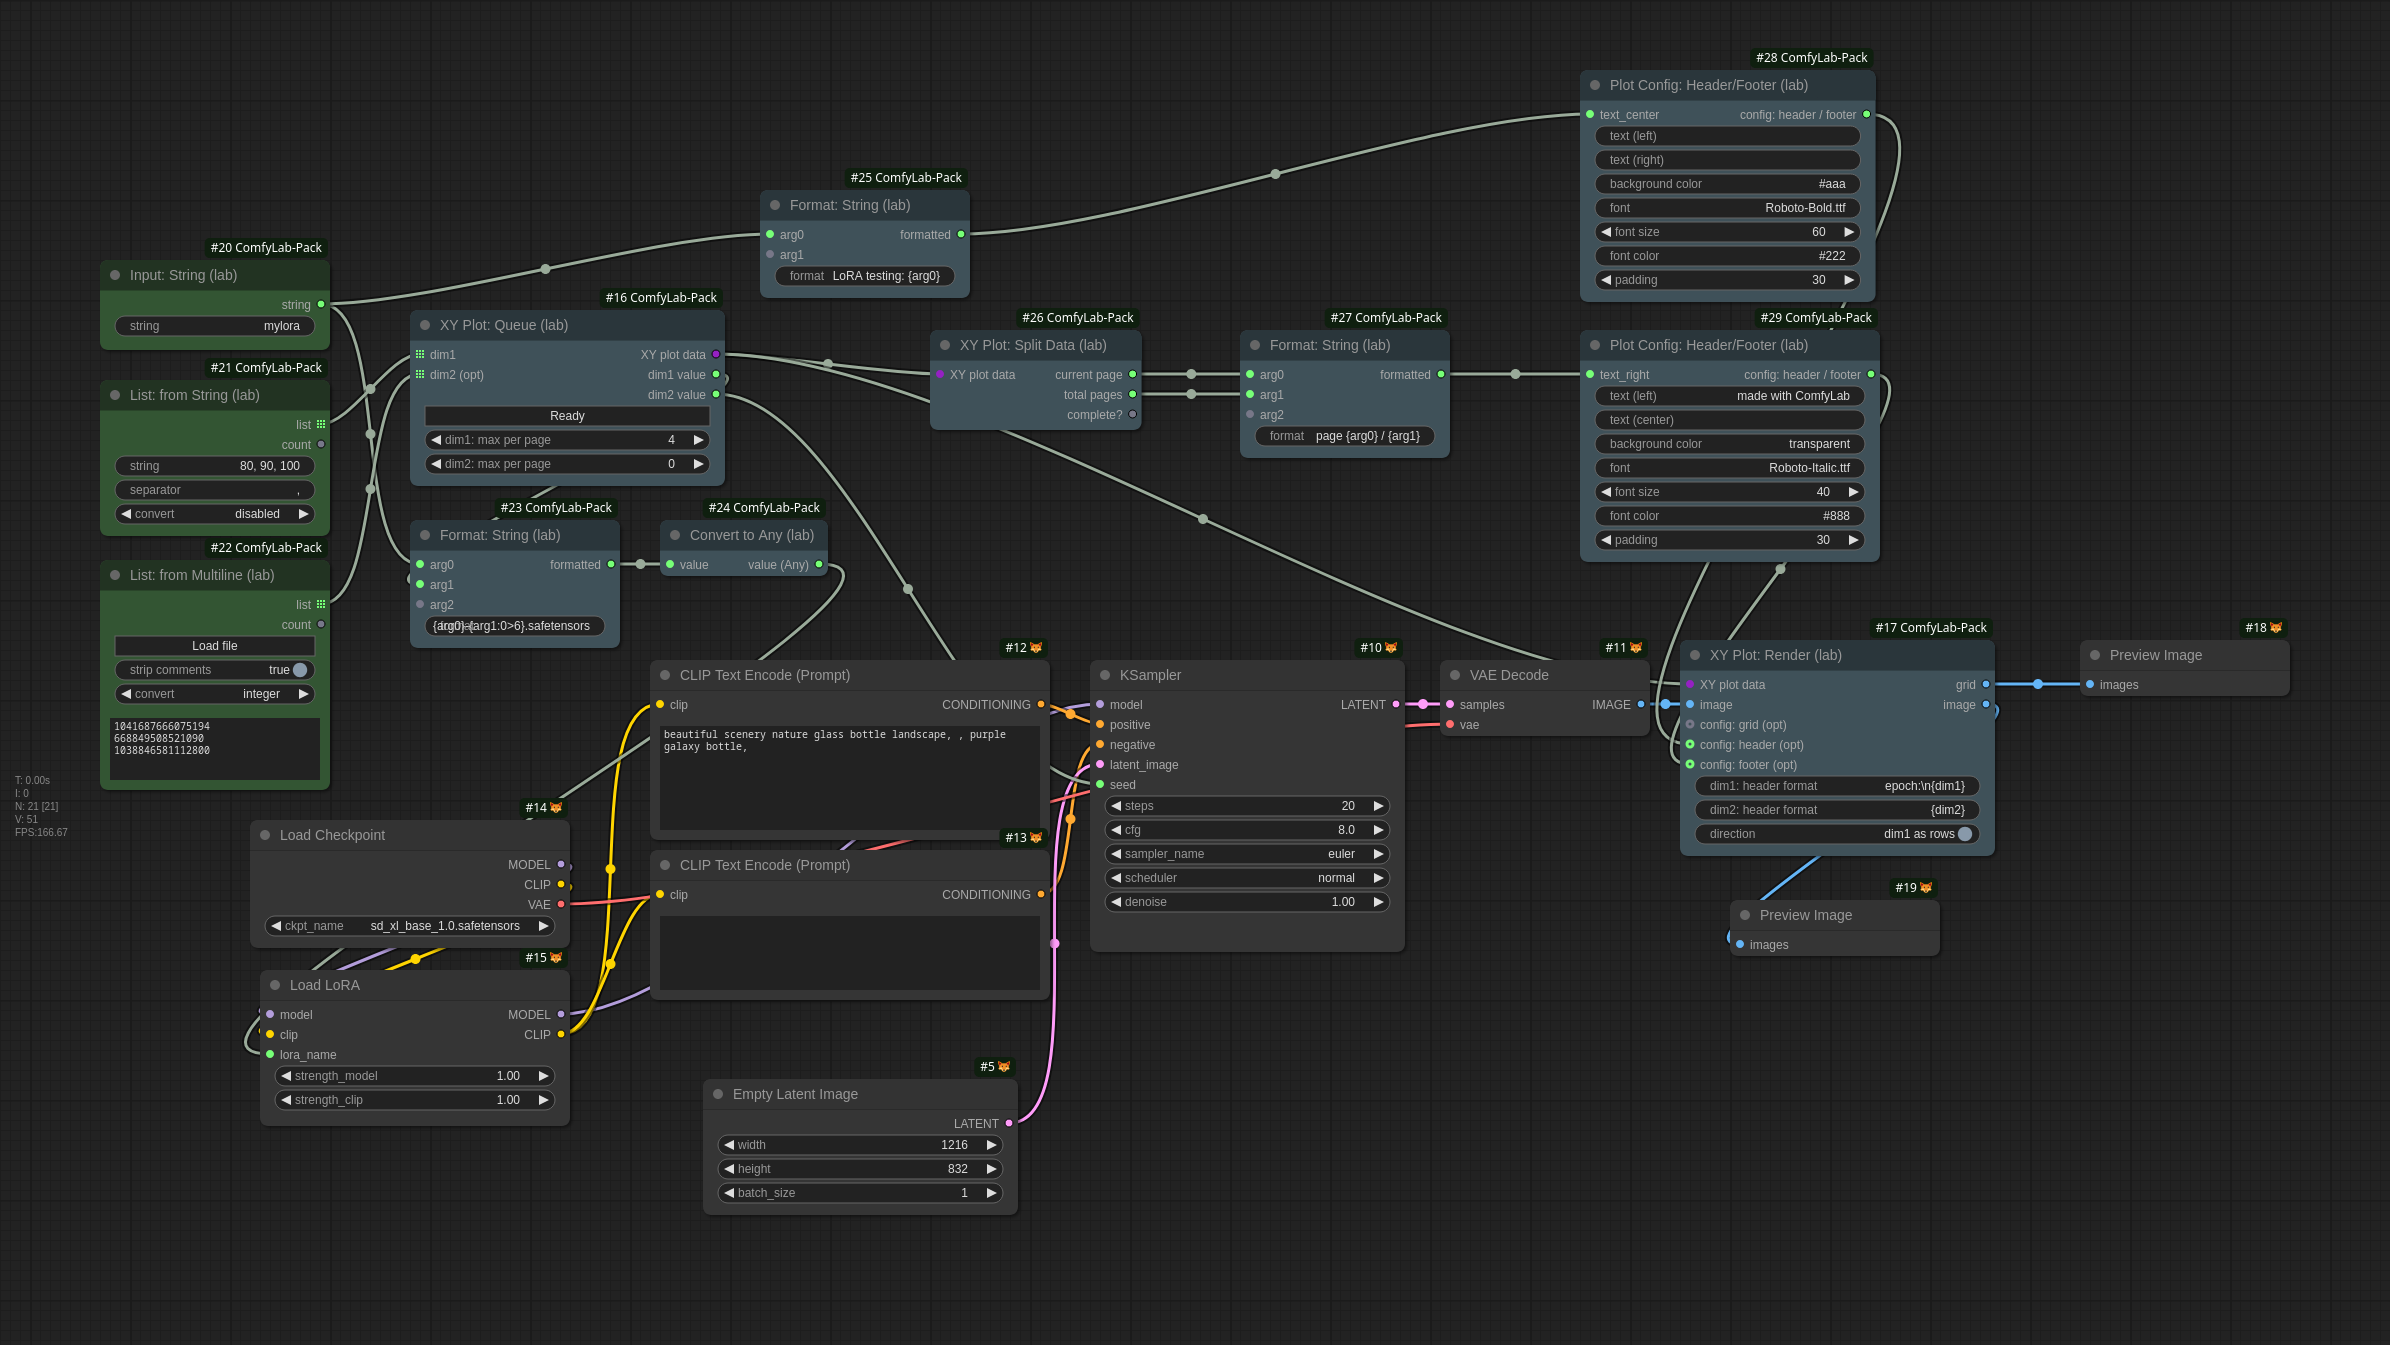 #28 ComfyLab-Pack
Plot Config: Header/Footer (lab)
text_center config: header / footer
text (left)
text (right)
background color #aaa
font Roboto-Bold.ttf
font size 60
font color #222
padding 30
#25 ComfyLab-Pack
Format: String (lab)
arg0 formatted
arg1
format LoRA testing: {arg0}
#20 ComfyLab-Pack
Input: String (lab)
string
string mylora
#16 ComfyLab-Pack
XY Plot: Queue (lab)
dim1 XY plot data
dim2 (opt) dim1 value
dim2 value
Ready
dim1: max per page 4
dim2: max per page 0
#26 ComfyLab-Pack
XY Plot: Split Data (lab)
XY plot data current page
total pages
complete?
#27 ComfyLab-Pack
Format: String (lab)
arg0 formatted
arg1
arg2
format page {arg0} / {arg1}
#29 ComfyLab-Pack
Plot Config: Header/Footer (lab)
text_right config: header / footer
text (left) made with ComfyLab
text (center)
background color transparent
font Roboto-Italic.ttf
font size 40
font color #888
padding 30
#21 ComfyLab-Pack
List: from String (lab)
list
count
string 80, 90, 100
separator ,
convert disabled
#23 ComfyLab-Pack
Format: String (lab)
arg0 formatted
arg1
arg2
{arg0}-{arg1:0>6}.safetensors
#24 ComfyLab-Pack
Convert to Any (lab)
value value (Any)
#22 ComfyLab-Pack
List: from Multiline (lab)
list
count
Load file
strip comments true
convert integer
1041687666075194
668849508521090
1038846581112800
T: 0.00s
I: 0
N: 21 [21]
V: 51
FPS:166.67
#12
CLIP Text Encode (Prompt)
clip CONDITIONING
beautiful scenery nature glass bottle landscape, , purple
galaxy bottle,
#10
KSampler
model LATENT
positive
negative
latent_image
seed
steps 20
cfg 8.0
sampler_name euler
scheduler normal
denoise 1.00
#11
VAE Decode
samples IMAGE
vae
#17 ComfyLab-Pack
XY Plot: Render (lab)
XY plot data grid
image image
config: grid (opt)
config: header (opt)
config: footer (opt)
dim1: header format epoch:\n{dim1}
dim2: header format {dim2}
direction dim1 as rows
#18
Preview Image
images
#14
Load Checkpoint
MODEL
CLIP
VAE
ckpt_name sd_xl_base_1.0.safetensors
#13
CLIP Text Encode (Prompt)
clip CONDITIONING
#19
Preview Image
images
#15
Load LoRA
model MODEL
clip CLIP
lora_name
strength_model 1.00
strength_clip 1.00
#5
Empty Latent Image
LATENT
width 1216
height 832
batch_size 1